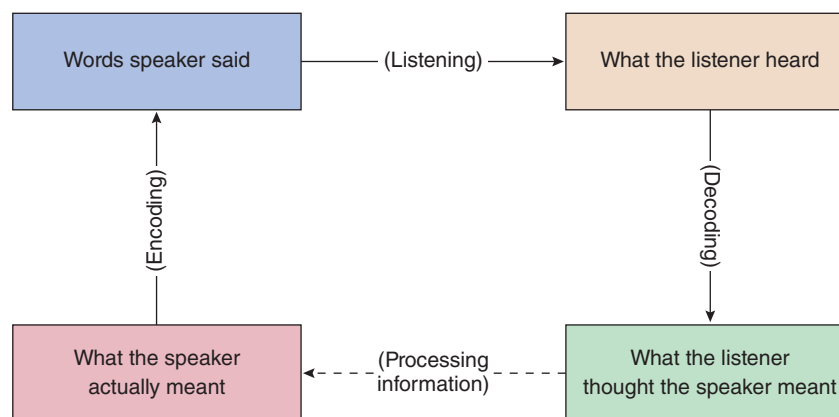 Words speaker said
(Listening)
What the listener heard
(Encoding)
(Decoding)
What the speaker
actually meant
(Processing
information)
What the listener
thought the speaker meant